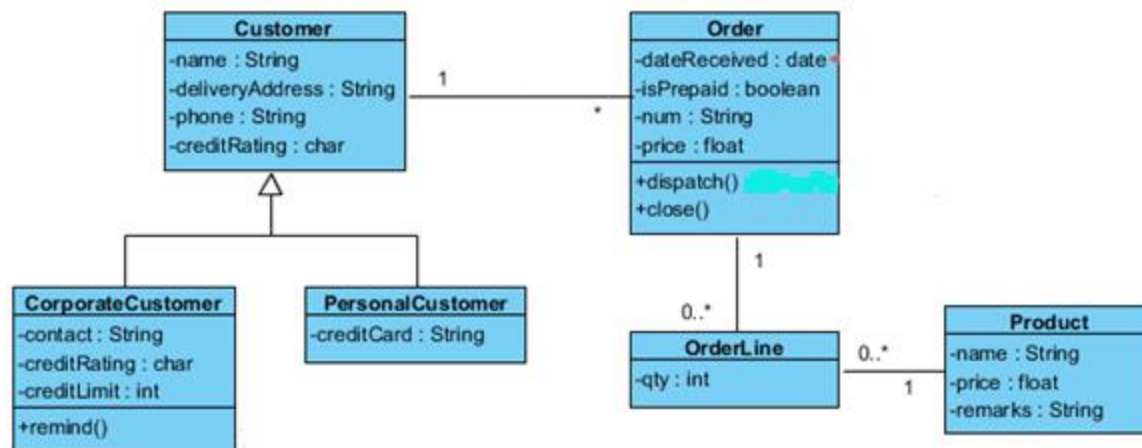 Customer
-name : String
-deliveryAddress : String
-phone : String
-creditRating : char
1
*
Order
-dateReceived : date
-isPrepaid : boolean
-num : String
-price : float
+dispatch()
+close()
CorporateCustomer
-contact : String
-creditRating : char
-creditLimit : int
+remind()
PersonalCustomer
-creditCard : String
1
0..*
OrderLine
-qty : int
0..*
1
Product
-name : String
-price : float
-remarks : String